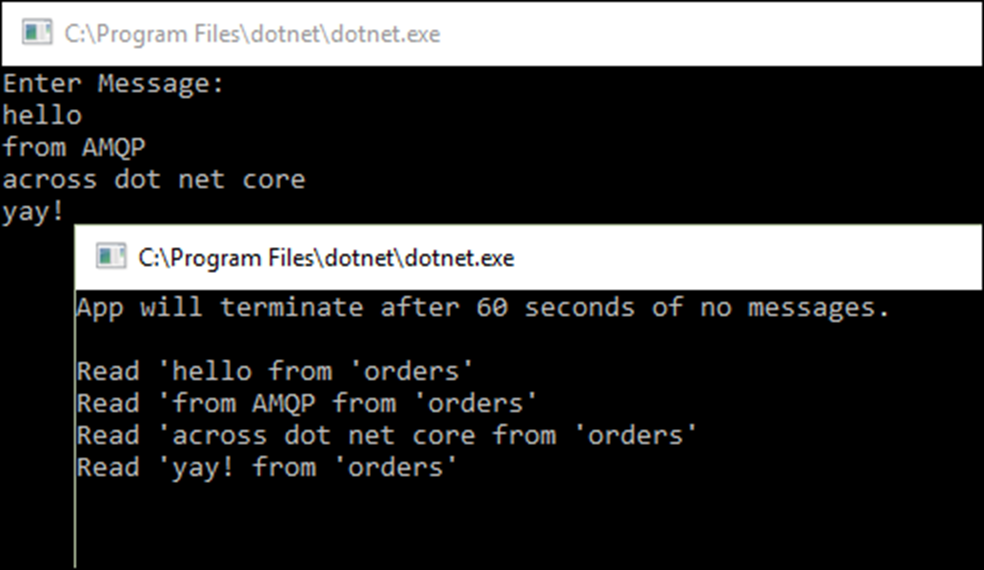 C:\Program Files\dotnet\dotnet.exe
Enter Message:
hello
from AMQP
across dot net core
yay!
C:\Program Files\dotnet\dotnet.exe
App will terminate after 60 seconds of no messages.
Read 'hello from 'orders'
Read 'from AMQP from 'orders'
Read 'across dot net core from 'orders'
Read 'yay! from 'orders'